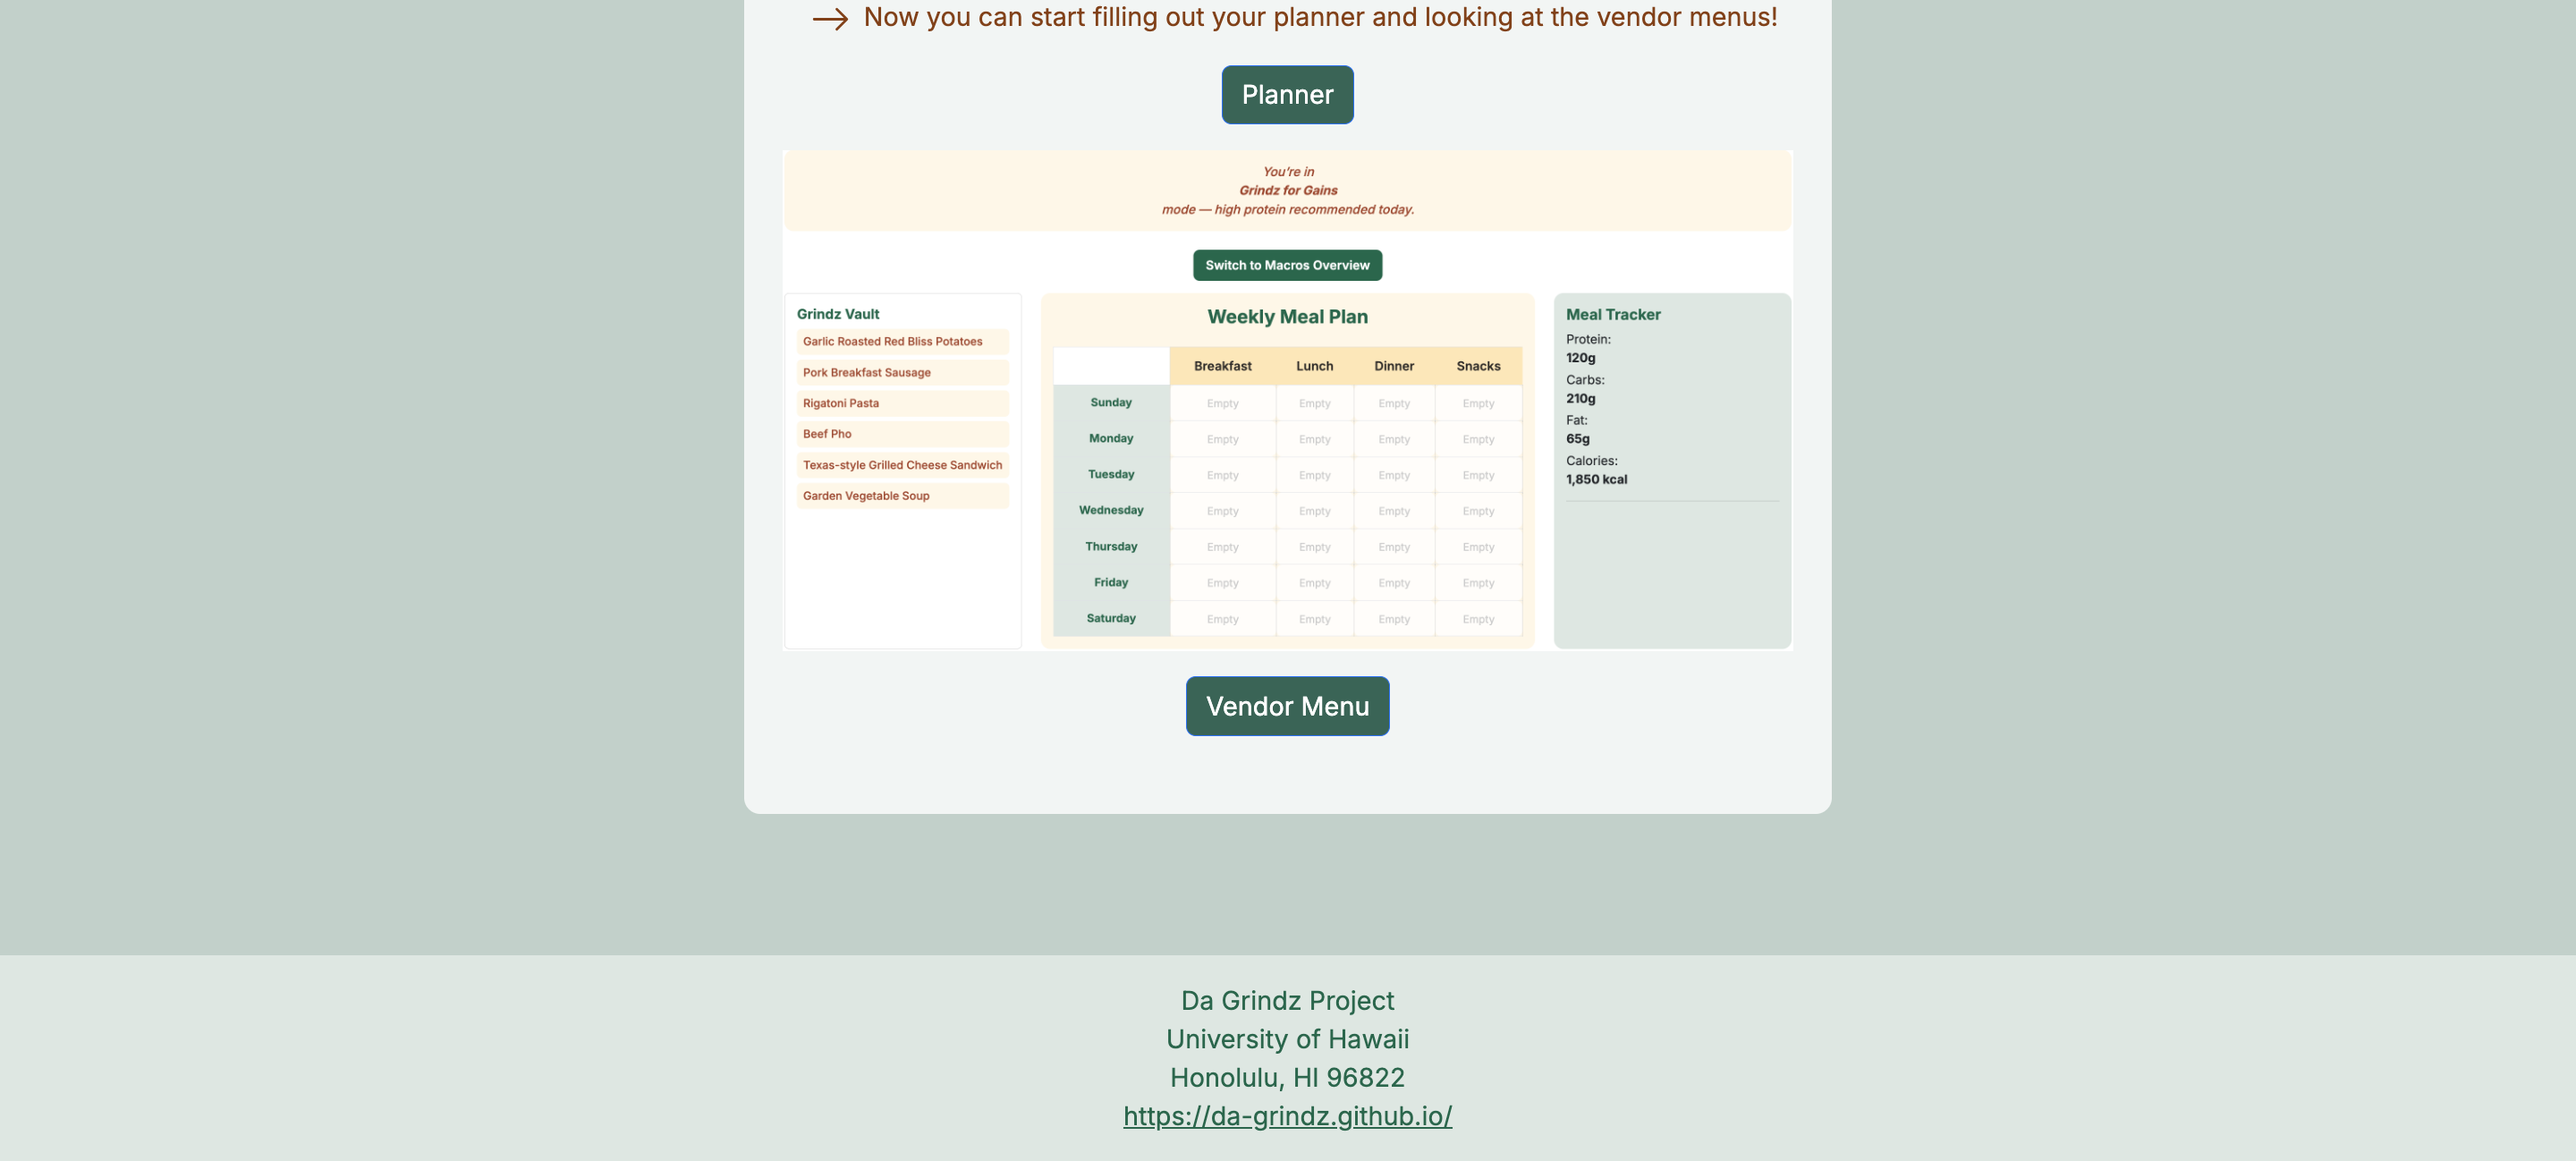 → Now you can start filling out your planner and looking at the vendor menus!
Planner
You're in
Grindz for Gains
mode — high protein recommended today.
Switch to Macros Overview
Grindz Vault
Garlic Roasted Red Bliss Potatoes
Pork Breakfast Sausage
Rigatoni Pasta
Beef Pho
Texas-style Grilled Cheese Sandwich
Garden Vegetable Soup
Weekly Meal Plan
Breakfast Lunch Dinner Snacks
Sunday Empty Empty Empty Empty
Monday Empty Empty Empty Empty
Tuesday Empty Empty Empty Empty
Wednesday Empty Empty Empty Empty
Thursday Empty Empty Empty Empty
Friday Empty Empty Empty Empty
Saturday Empty Empty Empty Empty
Meal Tracker
Protein:
120g
Carbs:
210g
Fat:
65g
Calories:
1,850 kcal
Vendor Menu
Da Grindz Project
University of Hawaii
Honolulu, HI 96822
https://da-grindz.github.io/